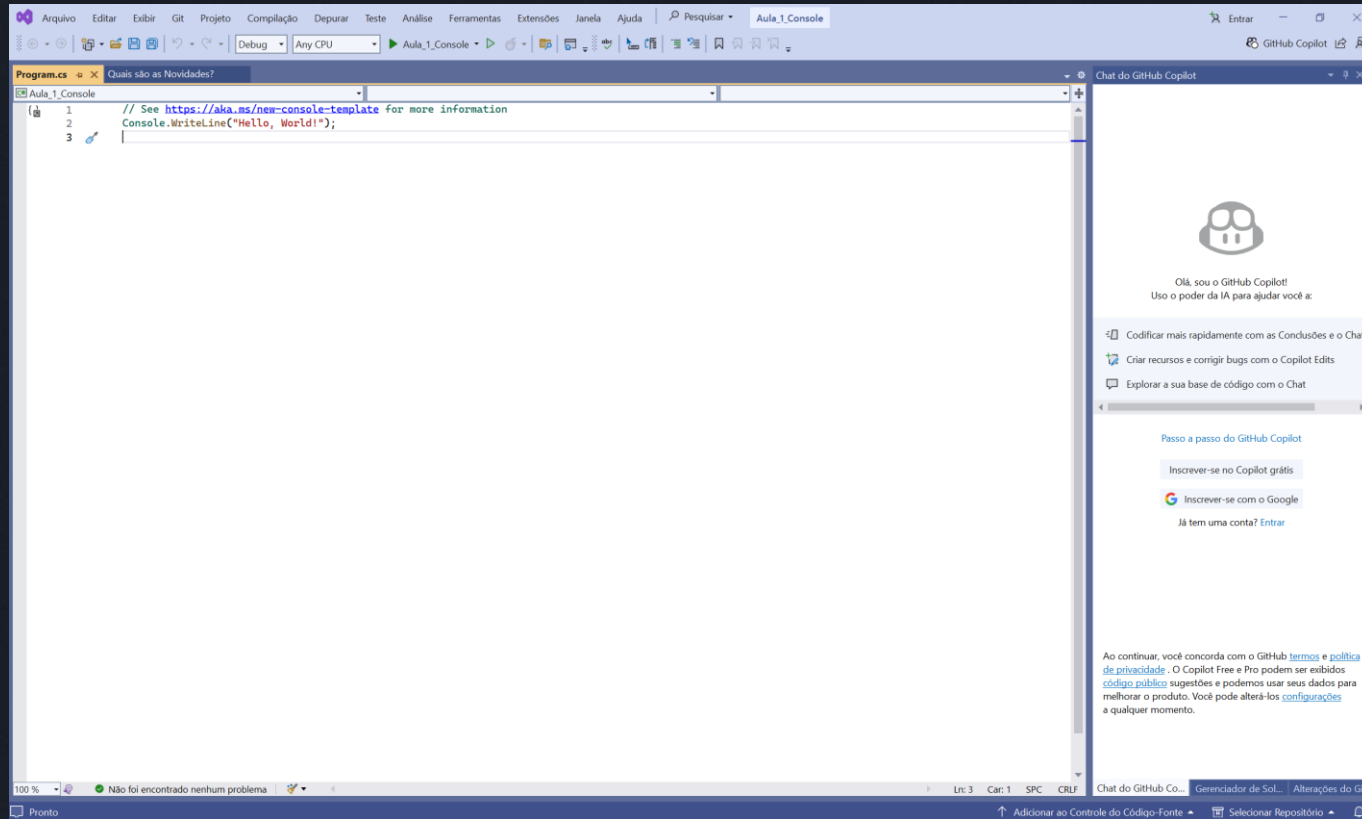 Arquivo Editar Exibir Git Projeto Compilação Depurar Teste Análise Ferramentas Extensões Janela Ajuda Pesquisar Aula_1_Console Entrar
Debug Any CPU Aula_1_Console GitHub Copilot
Program.cs Quais são as Novidades?
Aula_1_Console
1 // See https://aka.ms/new-console-template for more information
2 Console.WriteLine("Hello, World!");
3
Chat do GitHub Copilot
Olá, sou o GitHub Copilot!
Uso o poder da IA para ajudar você a:
Codificar mais rapidamente com as Conclusões e o Cha
Criar recursos e corrigir bugs com o Copilot Edits
Explorar a sua base de código com o Chat
Passo a passo do GitHub Copilot
Inscrever-se no Copilot grátis
G Inscrever-se com o Google
Já tem uma conta? Entrar
Ao continuar, você concorda com o GitHub termos e política
de privacidade . O Copilot Free e Pro podem ser exibidos
código público sugestões e podemos usar seus dados para
melhorar o produto. Você pode alterá-los configurações
a qualquer momento.
100 % Não foi encontrado nenhum problema Ln: 3 Car: 1 SPC CRLF
Chat do GitHub Co... Gerenciador de Sol... Alterações do Gi
Pronto Adicionar ao Controle do Código-Fonte Selecionar Repositório